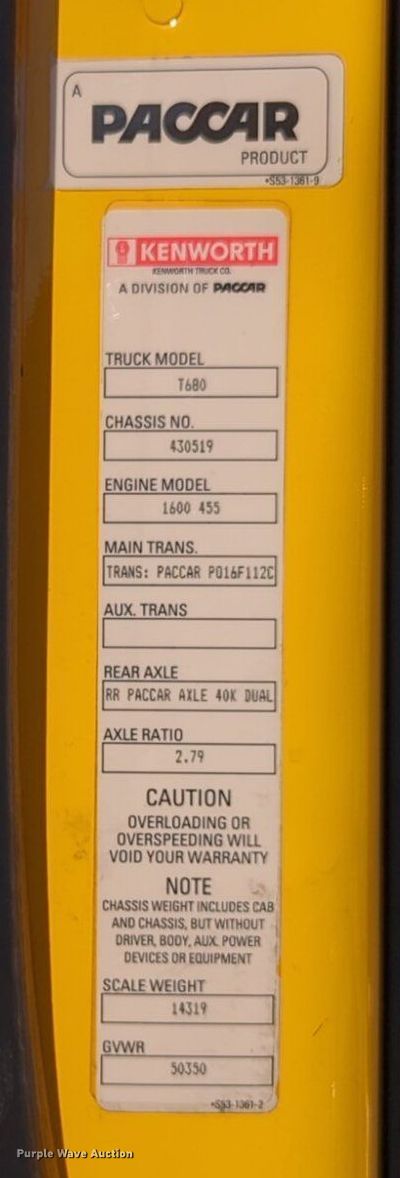 A
PACCAR
PRODUCT
•S53-1361-9
KENWORTH
KENWORTH TRUCK CO.
A DIVISION OF PACCAR
TRUCK MODEL
T680
CHASSIS NO.
430519
ENGINE MODEL
1600 455
MAIN TRANS.
TRANS: PACCAR PO16F112C
AUX. TRANS
REAR AXLE
RR PACCAR AXLE 40K DUAL
AXLE RATIO
2.79
CAUTION
OVERLOADING OR
OVERSPEEDING WILL
VOID YOUR WARRANTY
NOTE
CHASSIS WEIGHT INCLUDES CAB
AND CHASSIS, BUT WITHOUT
DRIVER, BODY, AUX. POWER
DEVICES OR EQUIPMENT
SCALE WEIGHT
14319
GVWR
50350
•S53-1361-2
Purple Wave Auction